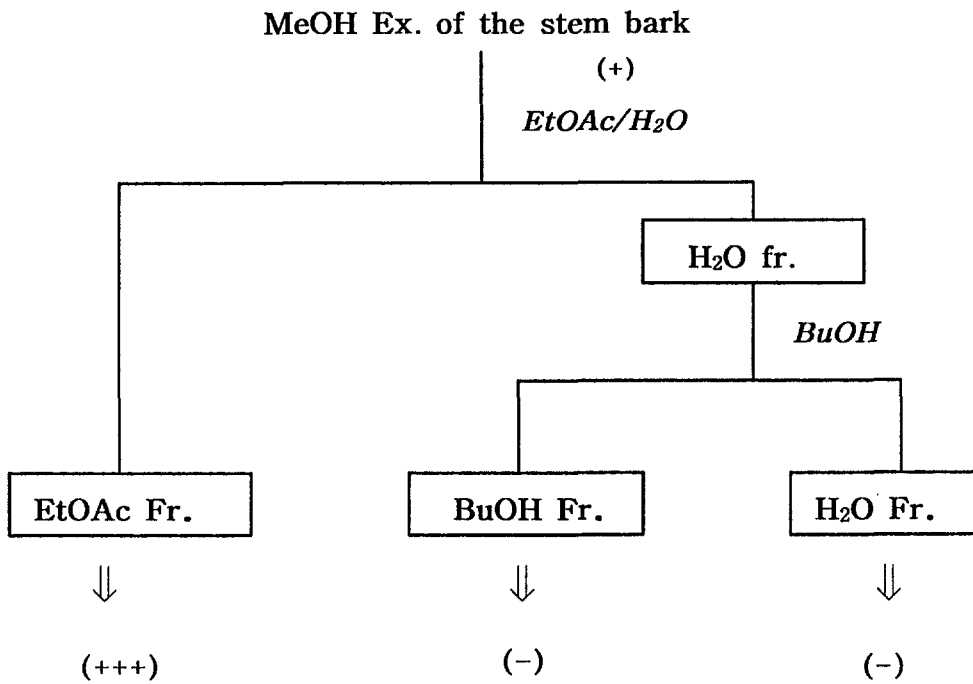 MeOH Ex. of the stem bark
(+)
EtOAc/H₂O
H₂O fr.
BuOH
EtOAc Fr.
BuOH Fr.
H₂O Fr.
⇓ ⇓ ⇓
(+++) (-) (-)